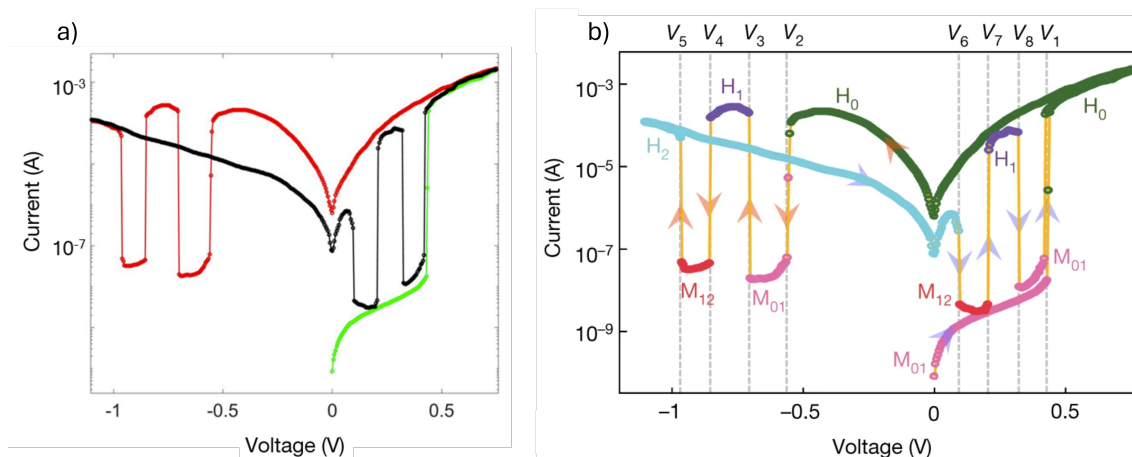 a)
Current (A)
10⁻³
10⁻⁵
10⁻⁷
-1
-0.5
0
0.5
Voltage (V)
b)
V₅ V₄ V₃ V₂ V₆ V₇ V₈ V₁
Current (A)
10⁻³
10⁻⁵
10⁻⁷
10⁻⁹
H₁
H₀
H₂
H₁
H₀
M₁₂
M₀₁
M₁₂
M₀₁
M₀₁
−1
−0.5
0
0.5
Voltage (V)